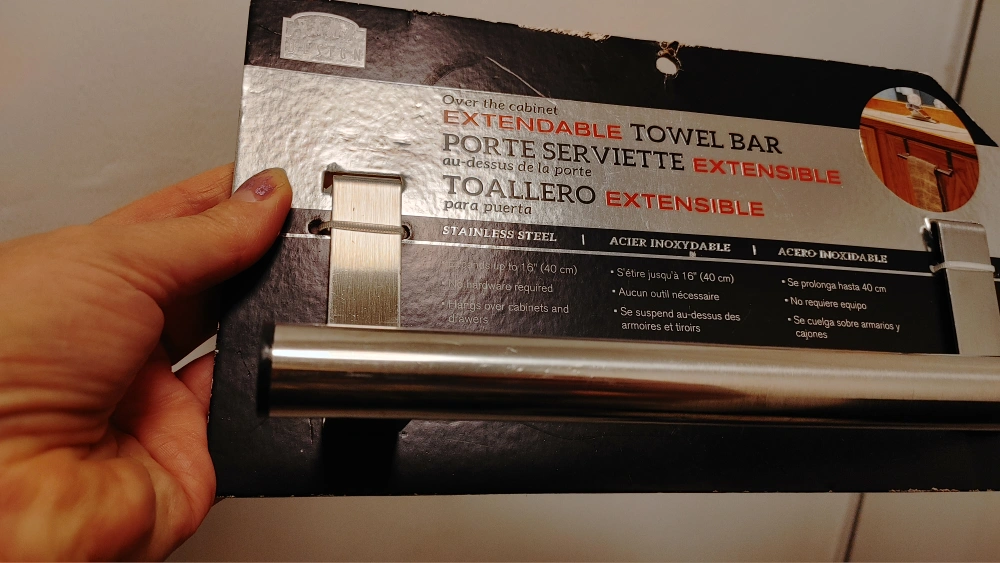 Over the cabinet
EXTENDABLE TOWEL BAR
PORTE SERVIETTE EXTENSIBLE
au-dessus de la porte
TOALLERO EXTENSIBLE
para puerta
STAINLESS STEEL | ACIER INOXYDABLE | ACERO INOXIDABLE
up to 16" (40 cm)
• No hardware required
• Hangs over cabinets and
drawers
• S'étire jusqu'à 16" (40 cm)
• Aucun outil nécessaire
• Se suspend au-dessus des
armoires et tiroirs
• Se prolonga hasta 40 cm
• No requiere equipo
• Se cuelga sobre armarios y
cajones